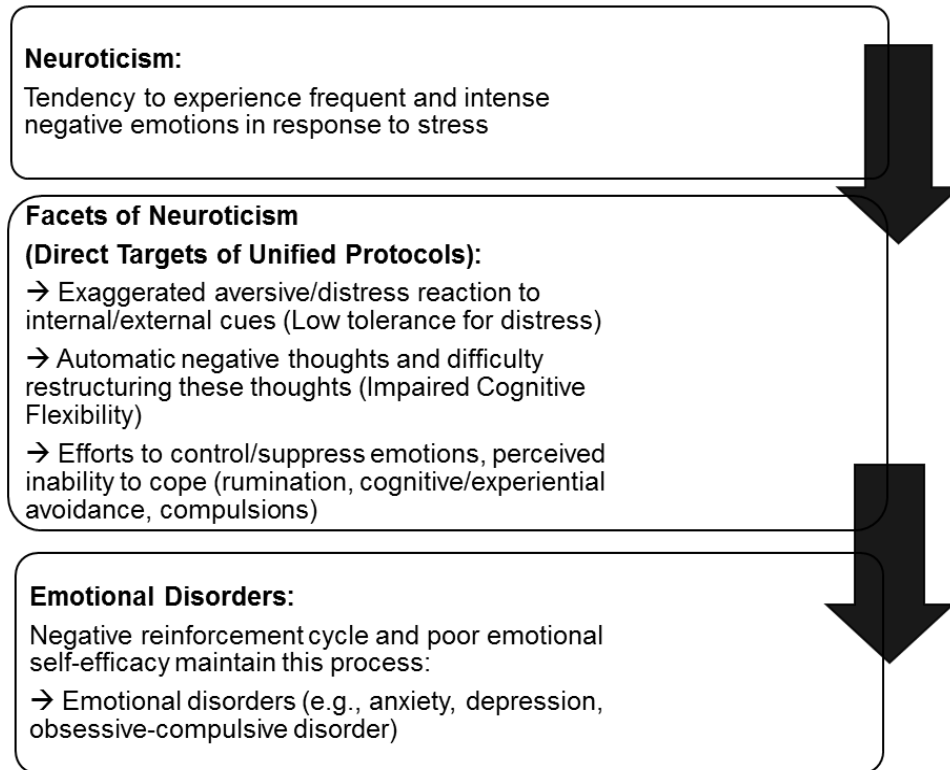 Neuroticism:
Tendency to experience frequent and intense
negative emotions in response to stress
Facets of Neuroticism
(Direct Targets of Unified Protocols):
→ Exaggerated aversive/distress reaction to
internal/external cues (Low tolerance for distress)
→ Automatic negative thoughts and difficulty
restructuring these thoughts (Impaired Cognitive
Flexibility)
→ Efforts to control/suppress emotions, perceived
inability to cope (rumination, cognitive/experiential
avoidance, compulsions)
Emotional Disorders:
Negative reinforcement cycle and poor emotional
self-efficacy maintain this process:
→ Emotional disorders (e.g., anxiety, depression,
obsessive-compulsive disorder)